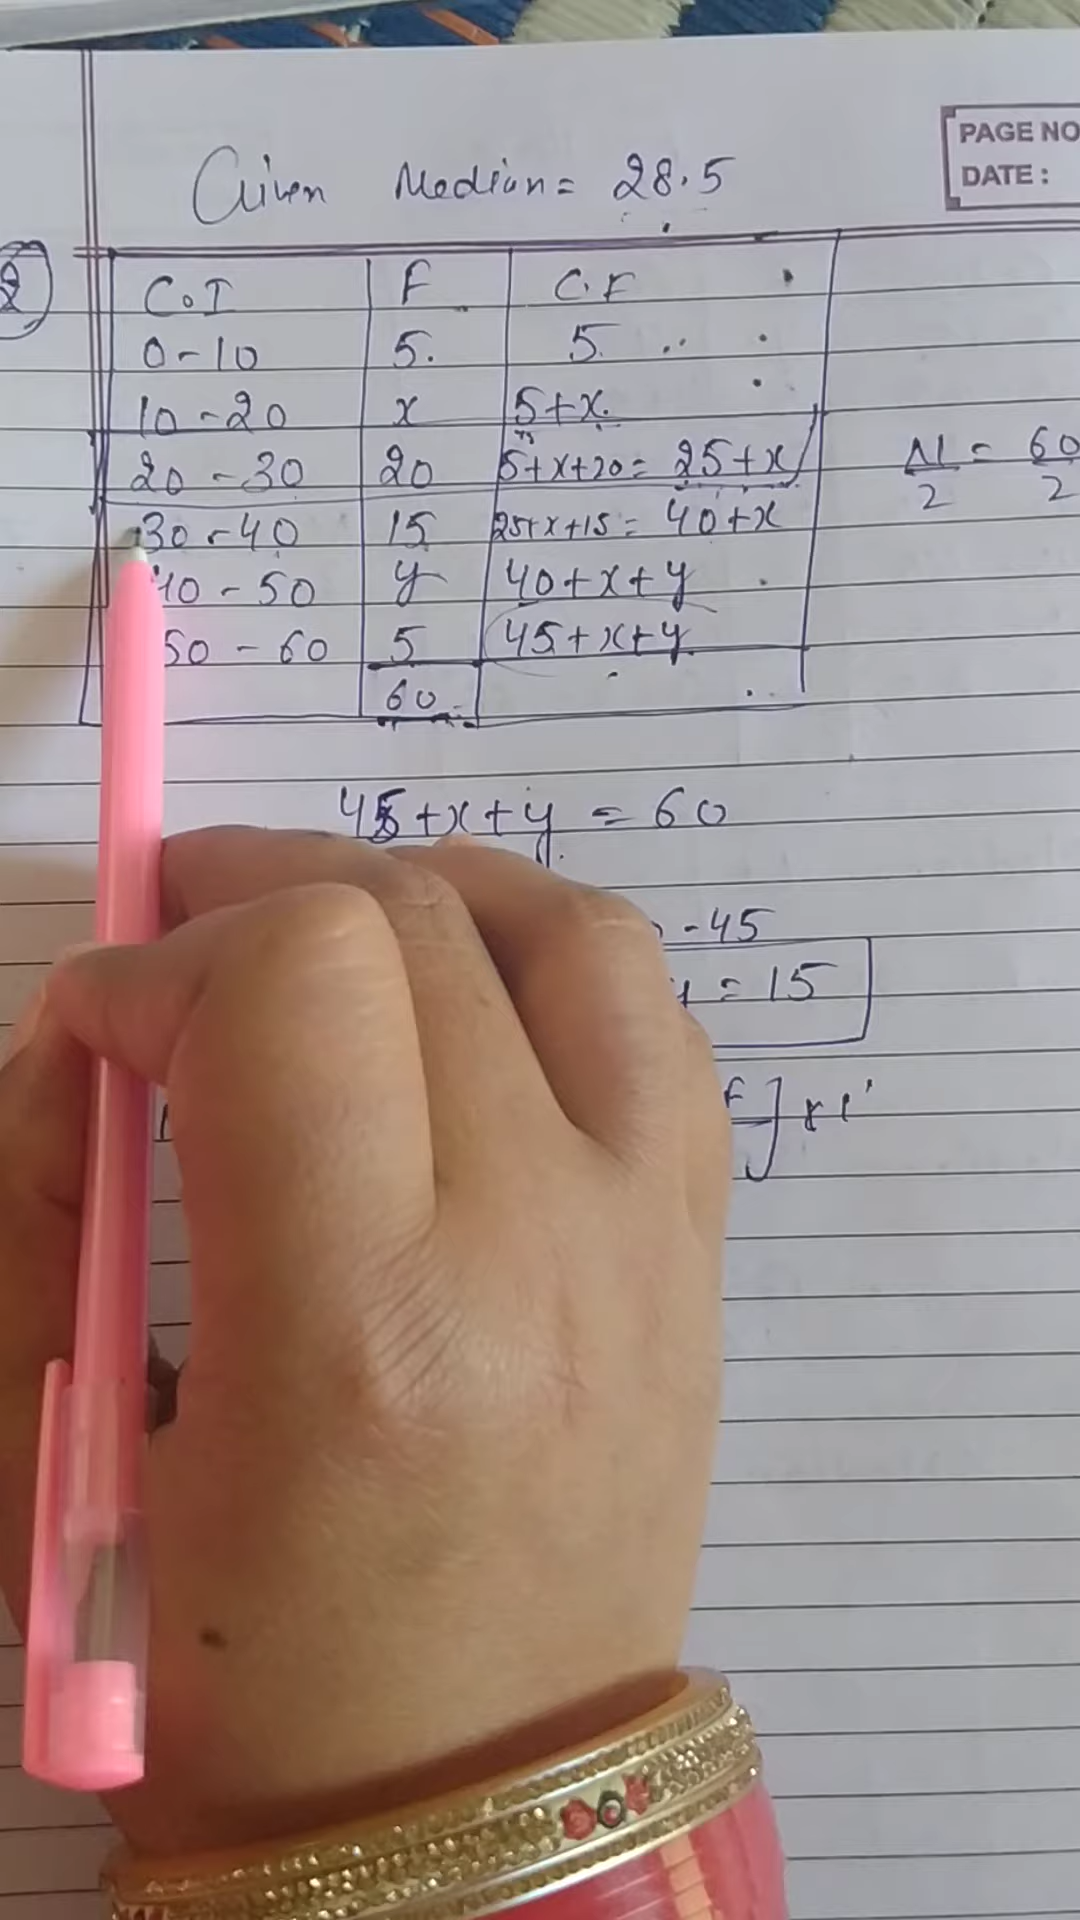 PAGE NO
DATE :
Given Median = 28.5
2
C.I F C.F
0-10 5. 5
10-20 x 5+x.
20-30 20 5+x+20= 25+x
N/2 = 60/2
30-40 15 25+x+15= 40+x
40-50 y 40+x+y
50-60 5 45+x+y
60
45+x+y = 60
-45
= 15
F ] x i